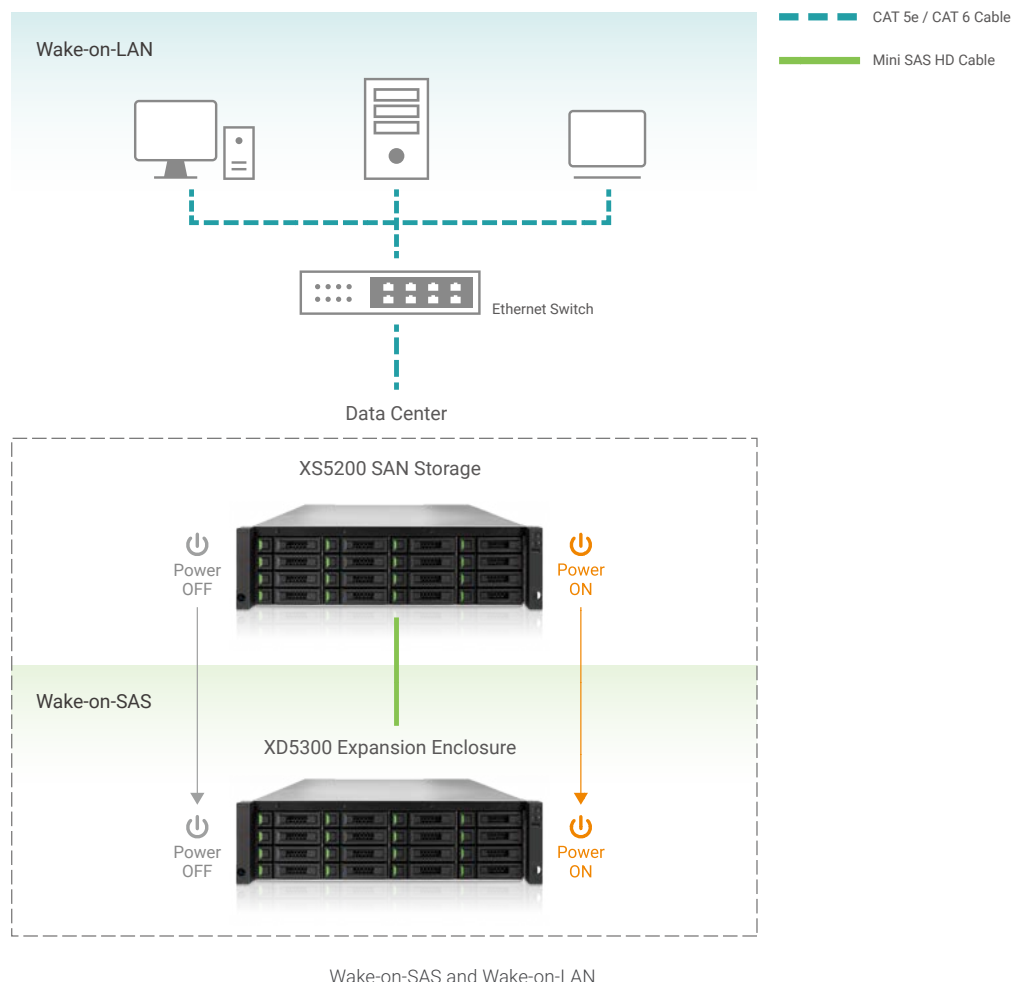 CAT 5e / CAT 6 Cable
Mini SAS HD Cable
Wake-on-LAN
Ethernet Switch
Data Center
XS5200 SAN Storage
Power
OFF
Power
ON
Wake-on-SAS
XD5300 Expansion Enclosure
Power
OFF
Power
ON
Wake-on-SAS and Wake-on-LAN